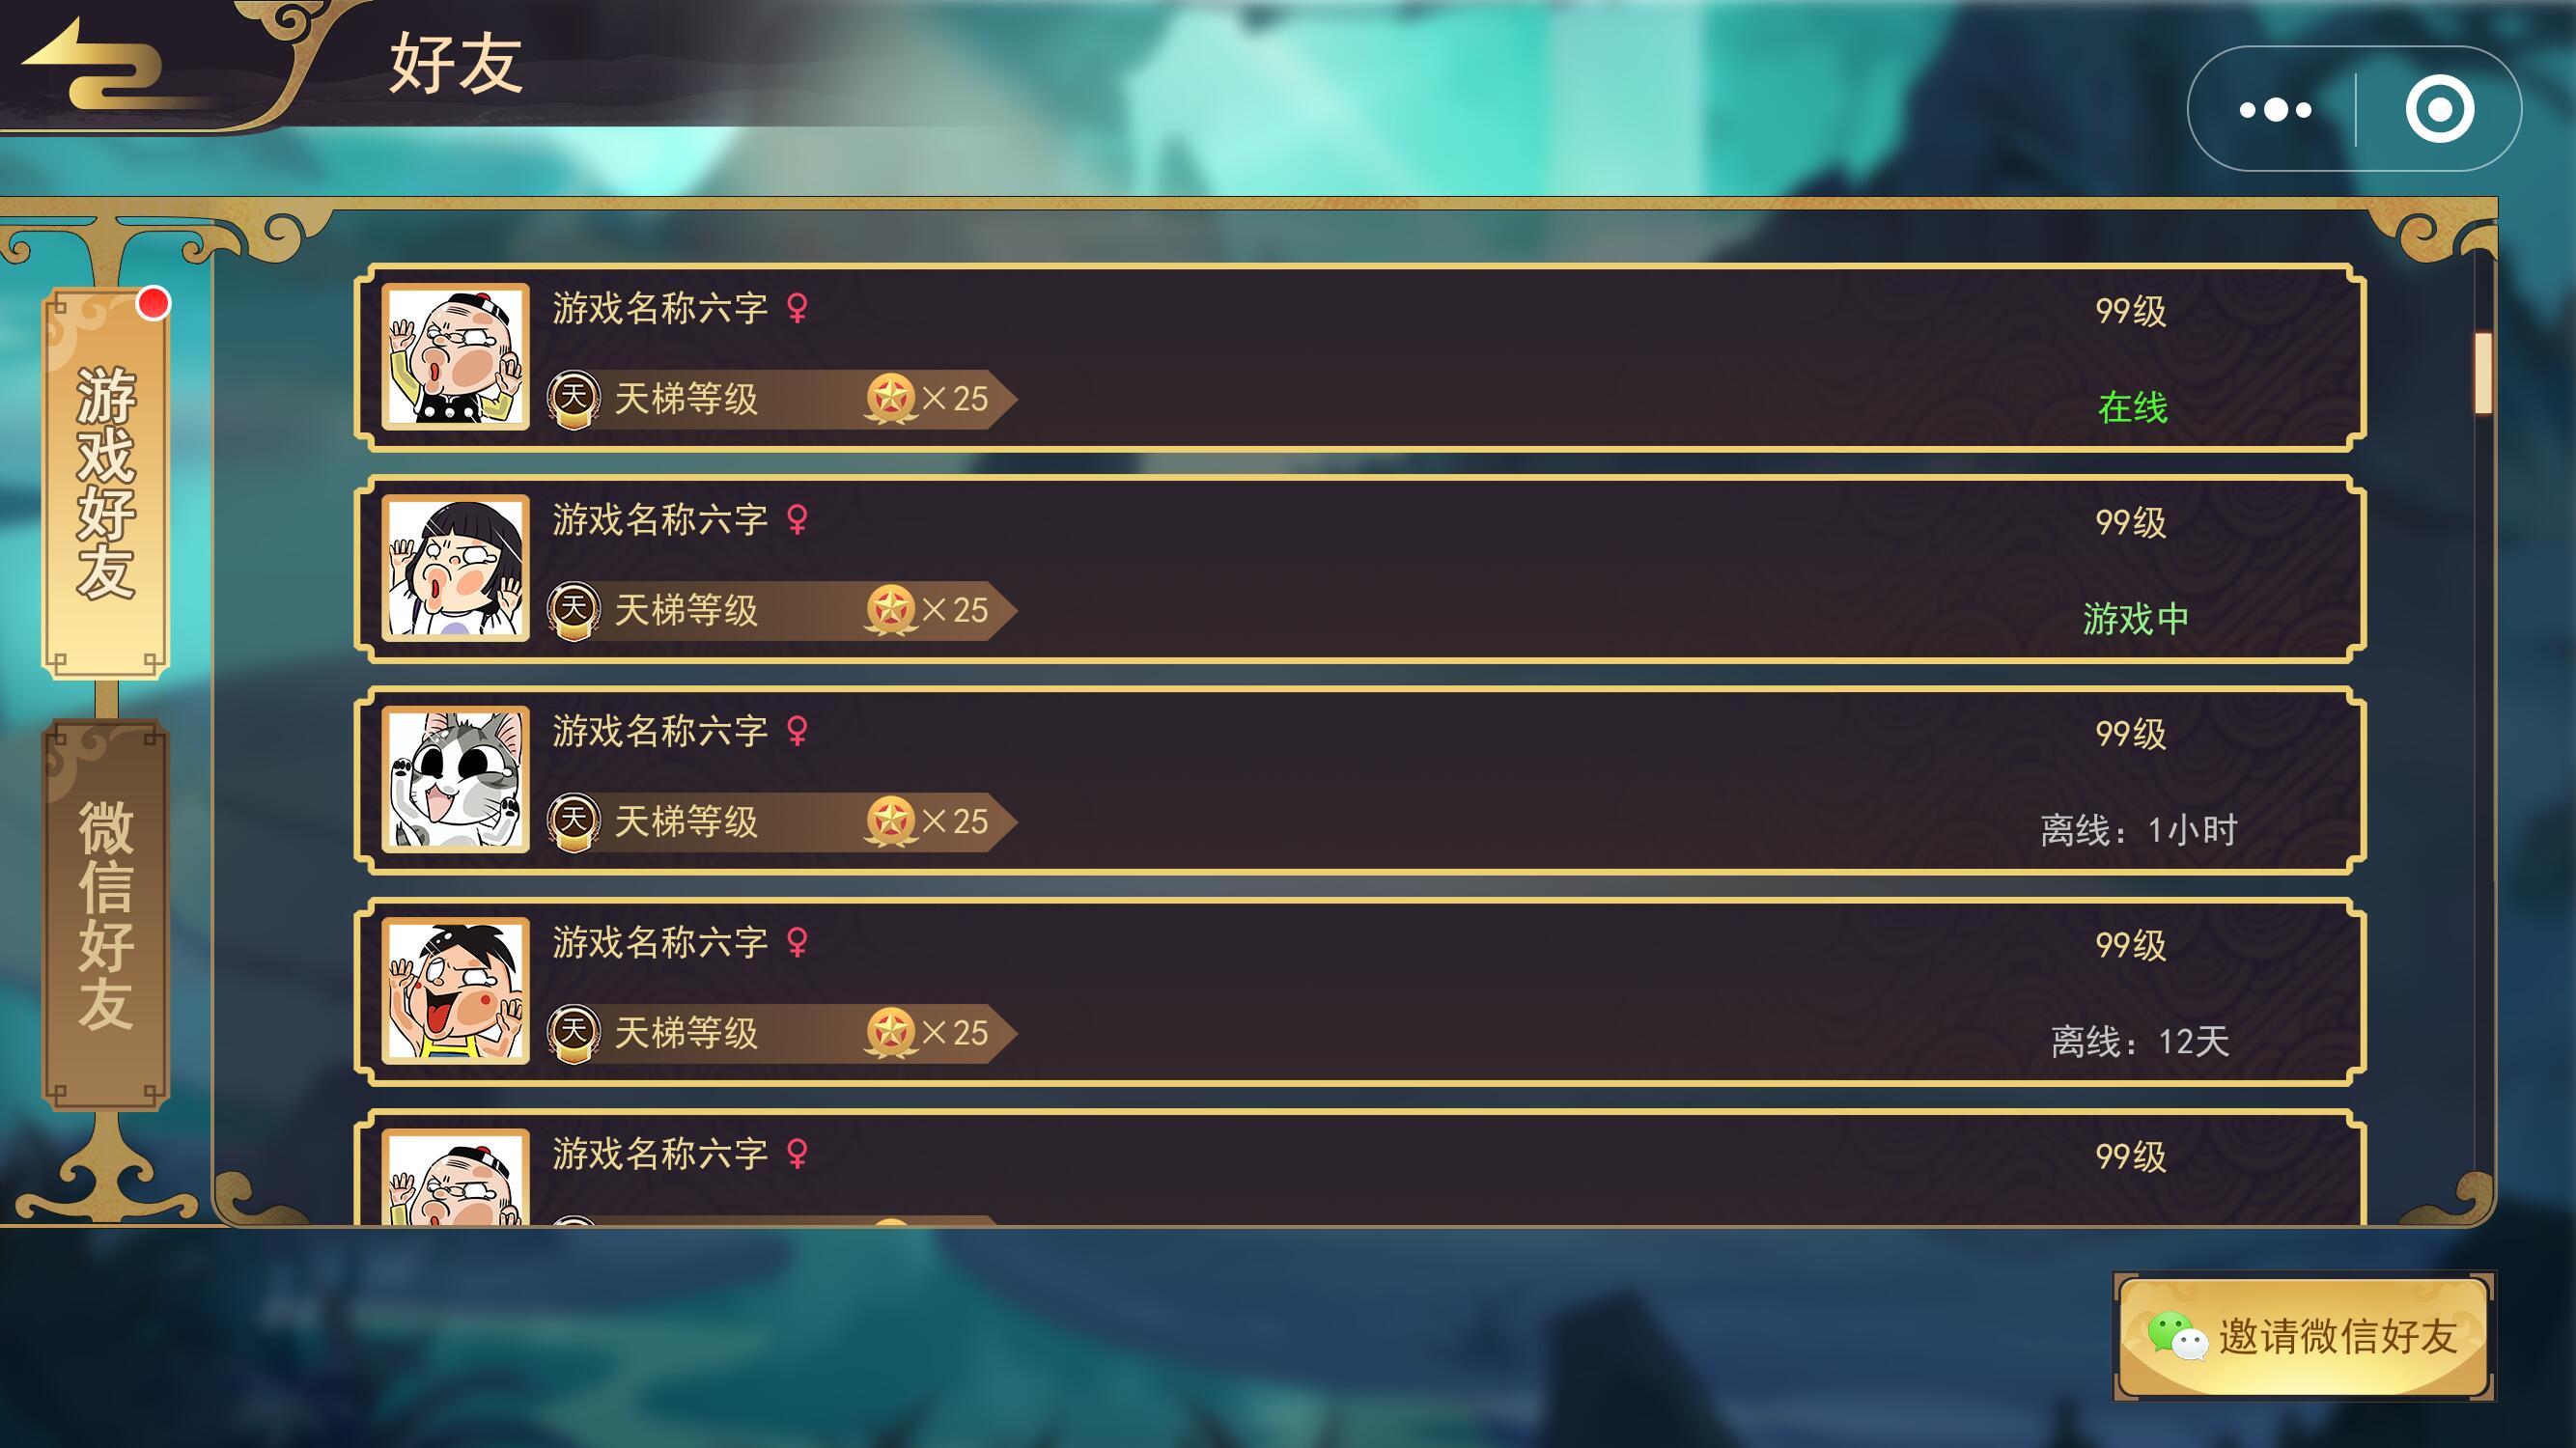 好友
游戏好友
微信好友
游戏名称六字 ♀
99级
天 天梯等级 ×25
在线
游戏名称六字 ♀
99级
天 天梯等级 ×25
游戏中
游戏名称六字 ♀
99级
天 天梯等级 ×25
离线：1小时
游戏名称六字 ♀
99级
天 天梯等级 ×25
离线：12天
游戏名称六字 ♀
99级
邀请微信好友